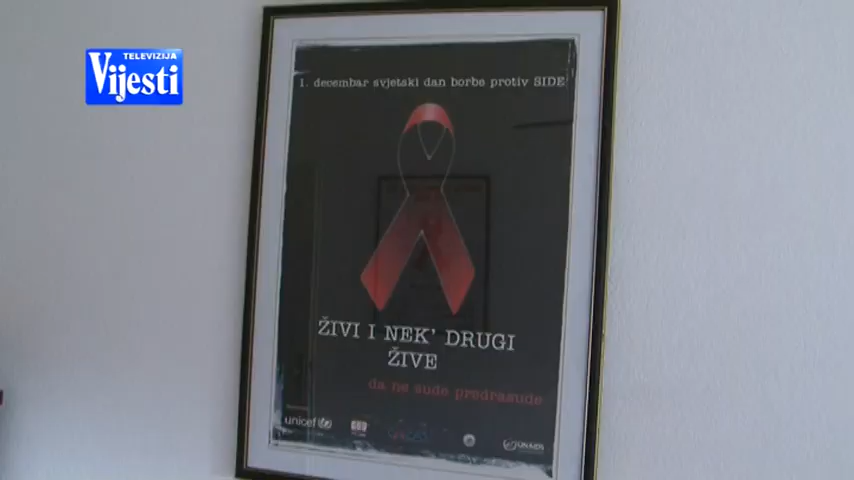 TELEVIZIJA
Vijesti
1. decembar svjetski dan borbe protiv SIDE
ŽIVI I NEK' DRUGI
ŽIVE
da ne sude predrasude
unicef
UNAIDS